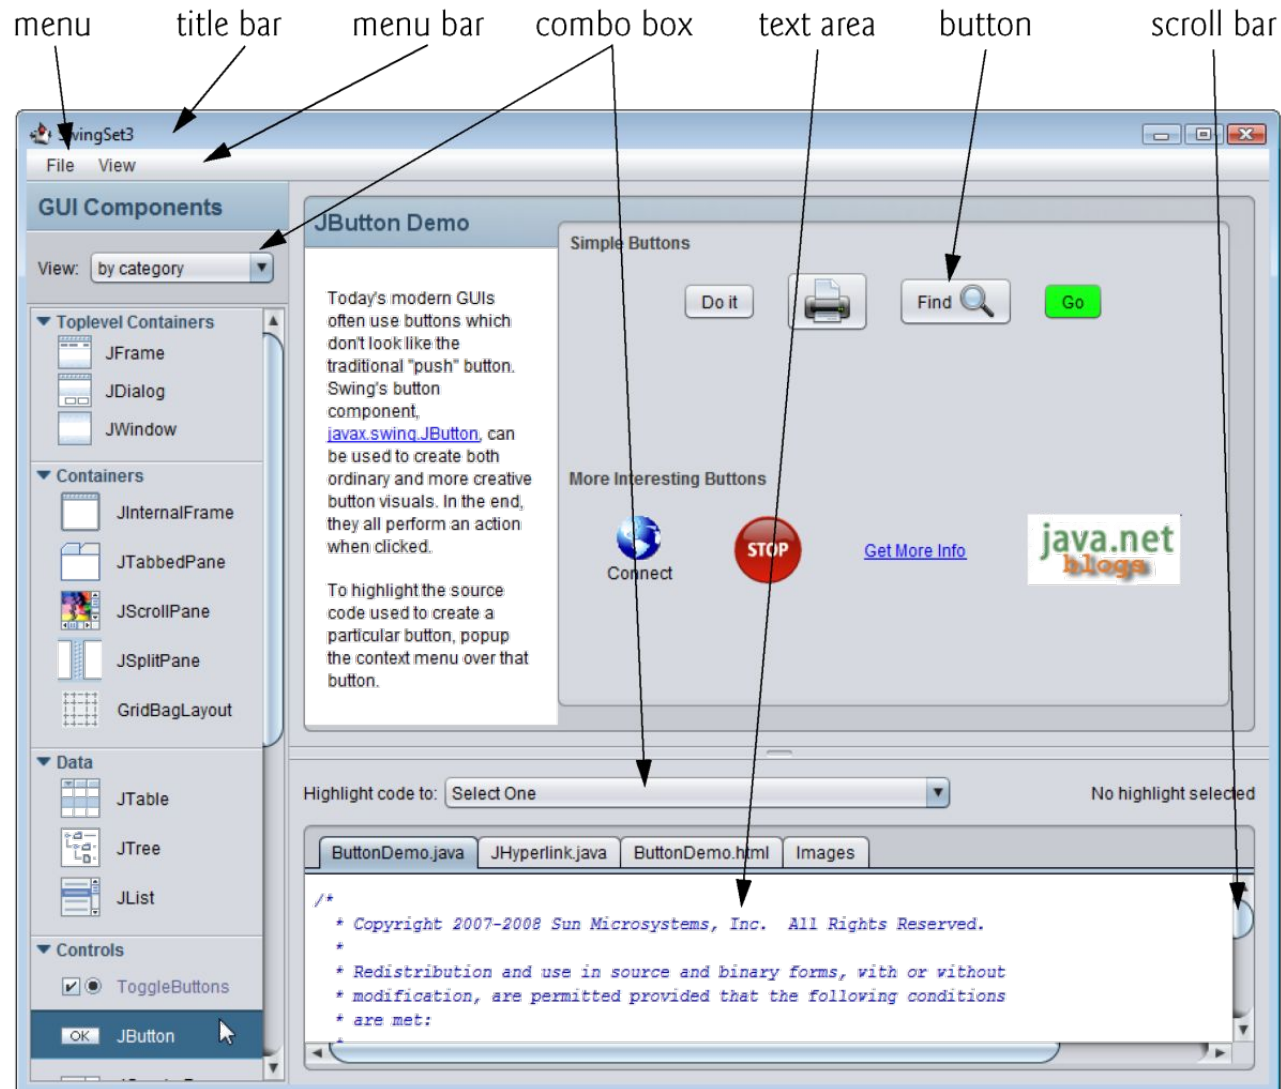 menu title bar menu bar combo box text area button scroll bar
SwingSet3
File View
GUI Components
View: by category
Toplevel Containers
JFrame
JDialog
JWindow
Containers
JInternalFrame
JTabbedPane
JScrollPane
JSplitPane
GridBagLayout
Data
JTable
JTree
JList
Controls
ToggleButtons
OK JButton
JButton Demo
Today's modern GUIs
often use buttons which
don't look like the
traditional "push" button.
Swing's button
component,
javax.swing.JButton, can
be used to create both
ordinary and more creative
button visuals. In the end,
they all perform an action
when clicked.
To highlight the source
code used to create a
particular button, popup
the context menu over that
button.
Simple Buttons
Do it Find Go
More Interesting Buttons
Connect STOP Get More Info java.net
blogs
Highlight code to: Select One No highlight selected
ButtonDemo.java JHyperlink.java ButtonDemo.html Images
/*
* Copyright 2007-2008 Sun Microsystems, Inc. All Rights Reserved.
*
* Redistribution and use in source and binary forms, with or without
* modification, are permitted provided that the following conditions
* are met:
*